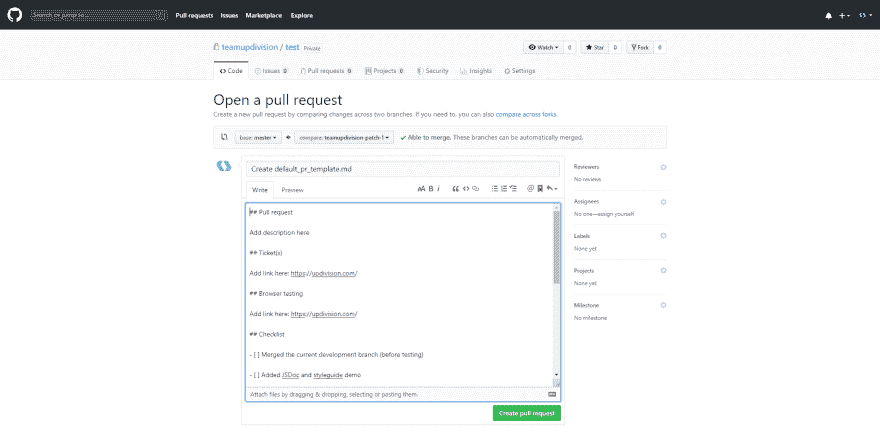 Search or jump to...
Pull requests Issues Marketplace Explore
teamupdivision / test Private
Watch 0 Star 0 Fork 0
Code Issues 0 Pull requests 0 Projects 0 Security Insights Settings
Open a pull request
Create a new pull request by comparing changes across two branches. If you need to, you can also compare across forks.
base: master compare: teamupdivision-patch-1 ✓ Able to merge. These branches can be automatically merged.
Create default_pr_template.md
Write Preview
AA B i
## Pull request
Add description here
## Ticket(s)
Add link here: https://updivision.com/
## Browser testing
Add link here: https://updivision.com/
## Checklist
- [ ] Merged the current development branch (before testing)
- [ ] Added JSDoc and styleguide demo
Attach files by dragging & dropping, selecting or pasting them.
Create pull request
Reviewers
No reviews
Assignees
No one—assign yourself
Labels
None yet
Projects
None yet
Milestone
No milestone